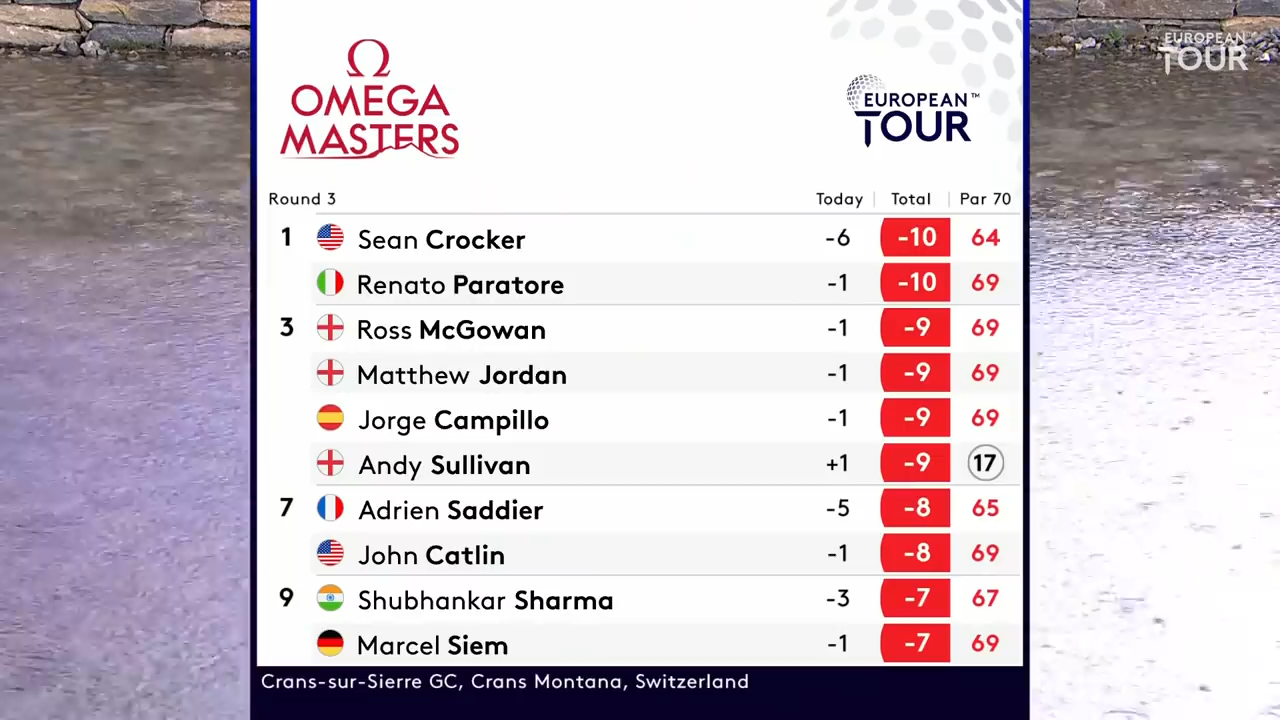 EUROPEAN
TOUR
Ω
OMEGA
MASTERS
EUROPEAN™
TOUR
Round 3 Today Total Par 70
1 Sean Crocker -6 -10 64
Renato Paratore -1 -10 69
3 Ross McGowan -1 -9 69
Matthew Jordan -1 -9 69
Jorge Campillo -1 -9 69
Andy Sullivan +1 -9 17
7 Adrien Saddier -5 -8 65
John Catlin -1 -8 69
9 Shubhankar Sharma -3 -7 67
Marcel Siem -1 -7 69
Crans-sur-Sierre GC, Crans Montana, Switzerland